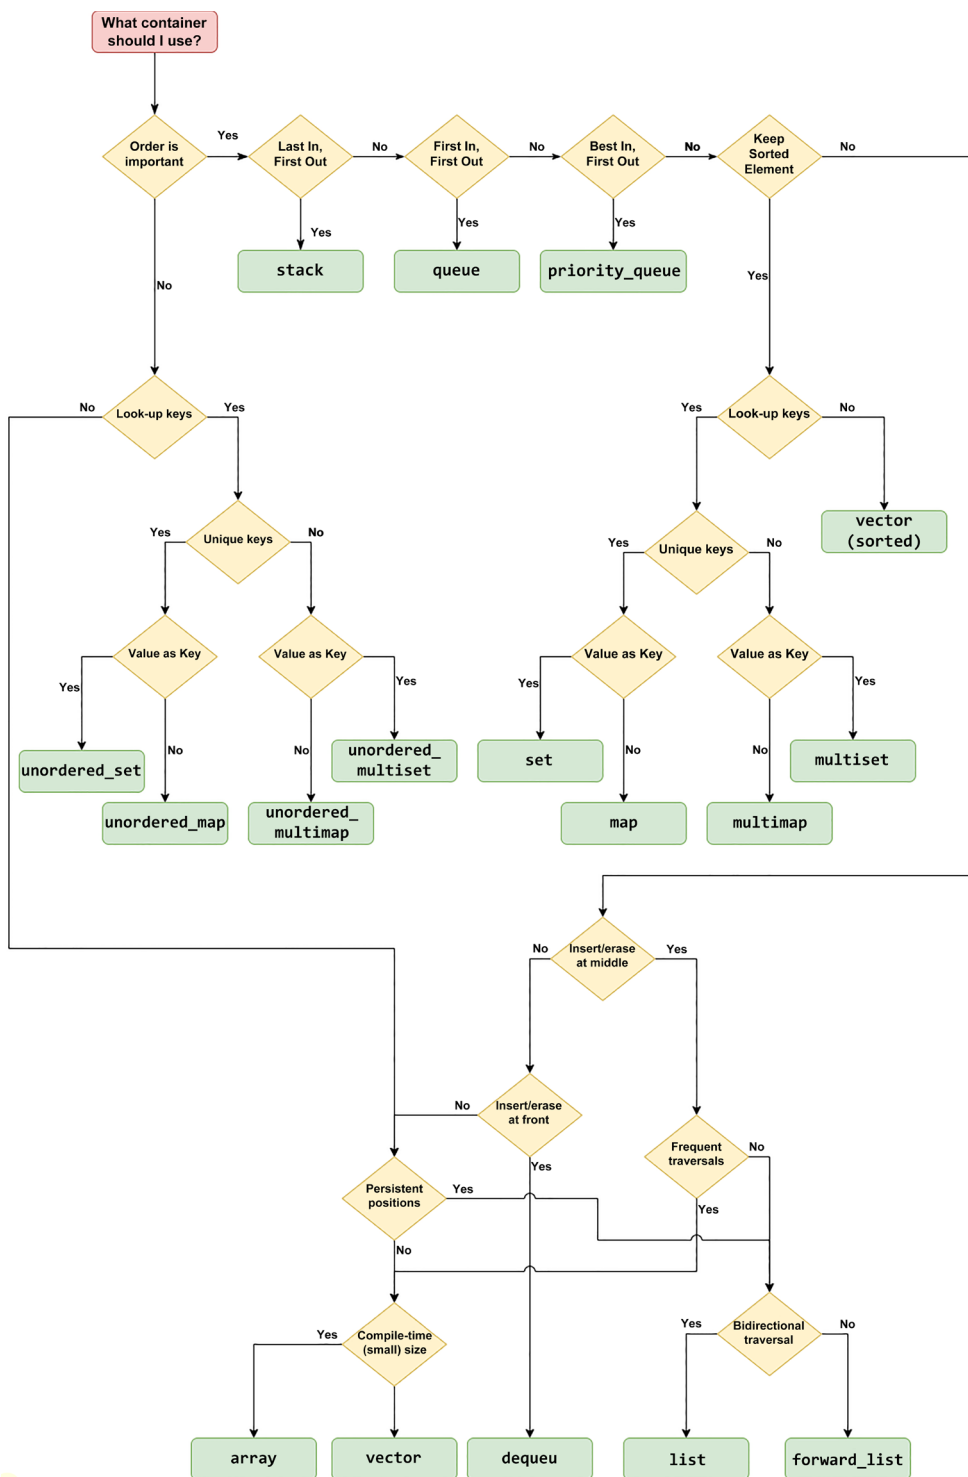 What container
should I use?
Order is
important
Yes
Last In,
First Out
No
First In,
First Out
No
Best In,
First Out
No
Keep
Sorted
Element
No
Yes
stack
Yes
queue
Yes
priority_queue
No
Yes
No
Look-up keys
Yes
Yes
Look-up keys
No
vector
(sorted)
Yes
Unique keys
No
Yes
Unique keys
No
Value as Key
Value as Key
Value as Key
Value as Key
Yes
Yes
Yes
Yes
No
No
No
No
unordered_set
unordered_
multiset
set
multiset
unordered_map
unordered_
multimap
map
multimap
No
Insert/erase
at middle
Yes
No
Insert/erase
at front
Frequent
traversals
No
Yes
Persistent
positions
Yes
Yes
No
Yes
Compile-time
(small) size
Yes
Bidirectional
traversal
No
array
vector
dequeu
list
forward_list